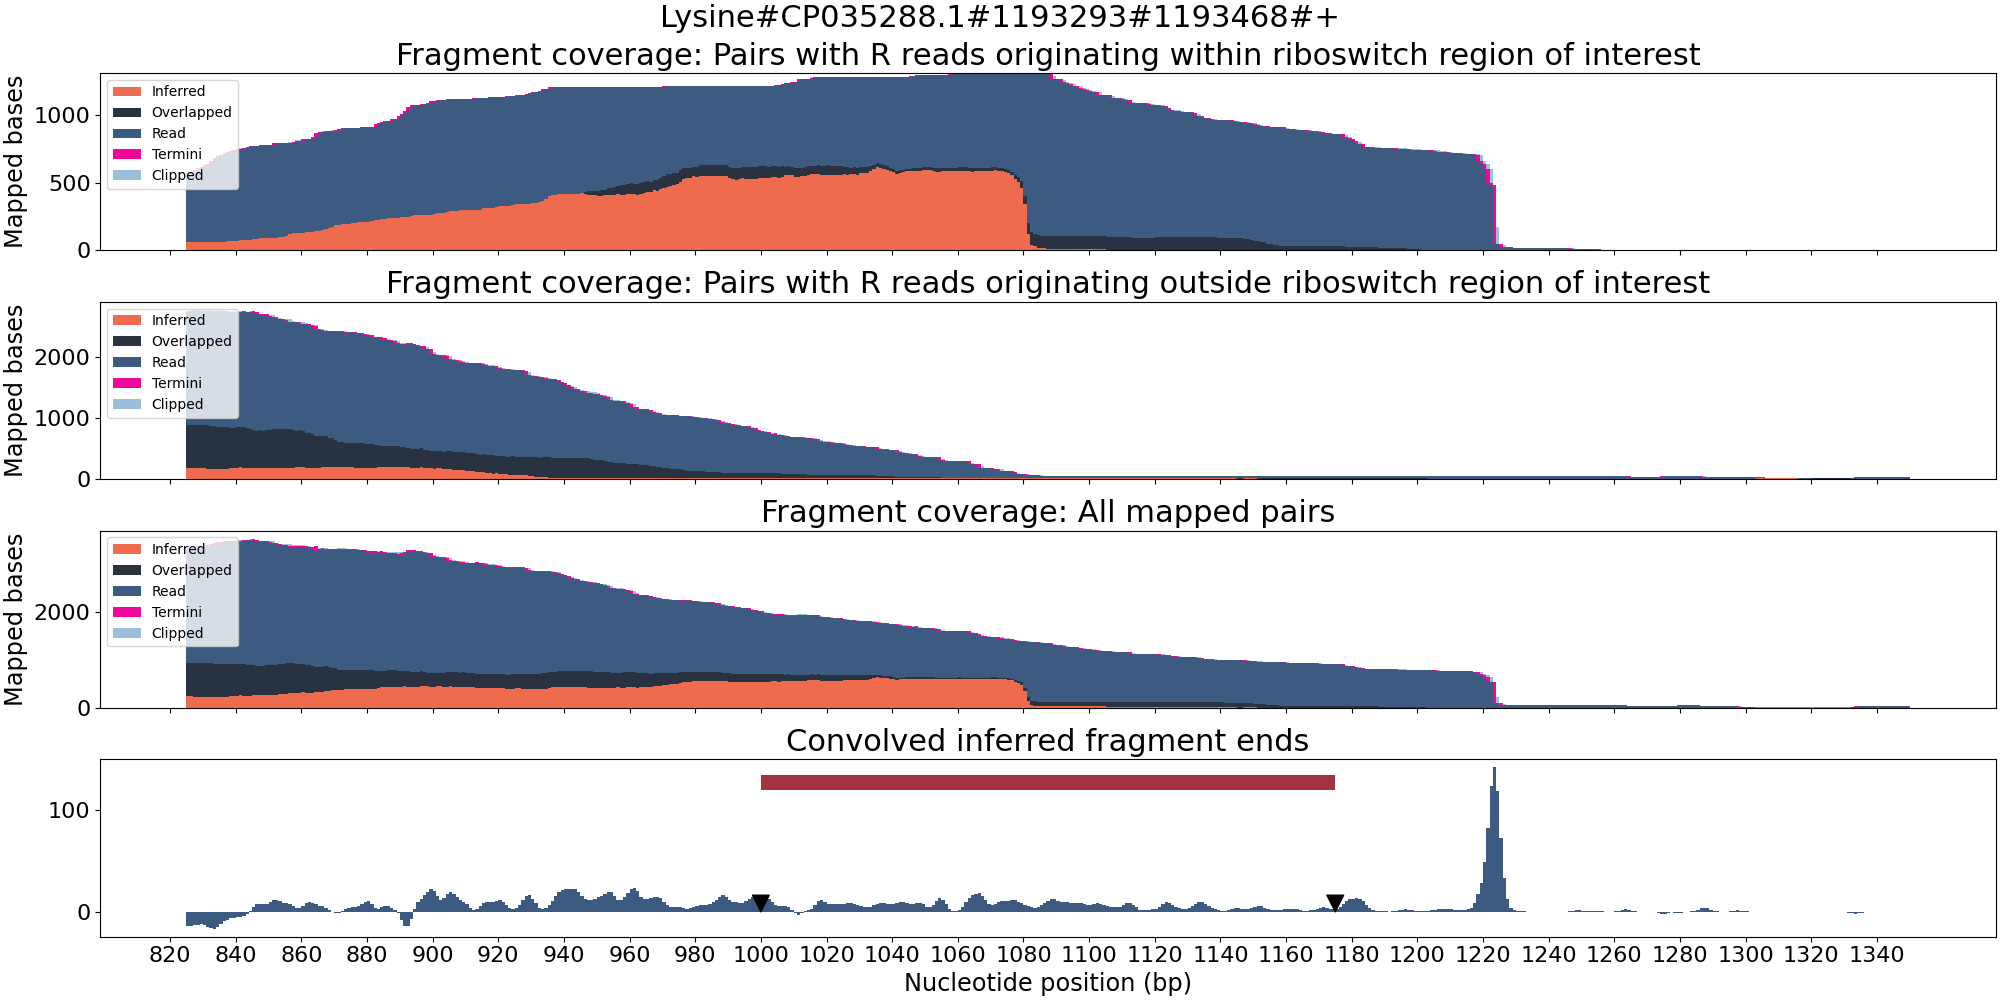 Lysine#CP035288.1#1193293#1193468#+
Fragment coverage: Pairs with R reads originating within riboswitch region of interest
Mapped bases
1000
500
0
Inferred
Overlapped
Read
Termini
Clipped
Fragment coverage: Pairs with R reads originating outside riboswitch region of interest
Mapped bases
2000
1000
0
Inferred
Overlapped
Read
Termini
Clipped
Fragment coverage: All mapped pairs
Mapped bases
2000
0
Inferred
Overlapped
Read
Termini
Clipped
Convolved inferred fragment ends
100
0
820 840 860 880 900 920 940 960 980 1000 1020 1040 1060 1080 1100 1120 1140 1160 1180 1200 1220 1240 1260 1280 1300 1320 1340
Nucleotide position (bp)